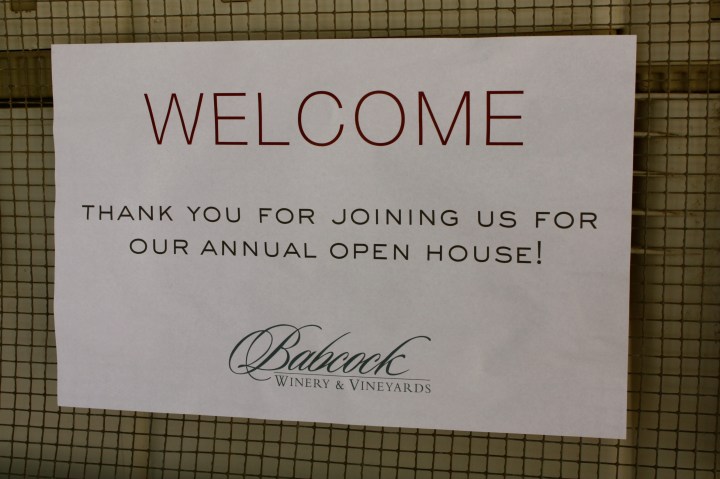 WELCOME
THANK YOU FOR JOINING US FOR
OUR ANNUAL OPEN HOUSE!
Babcock
WINERY & VINEYARDS